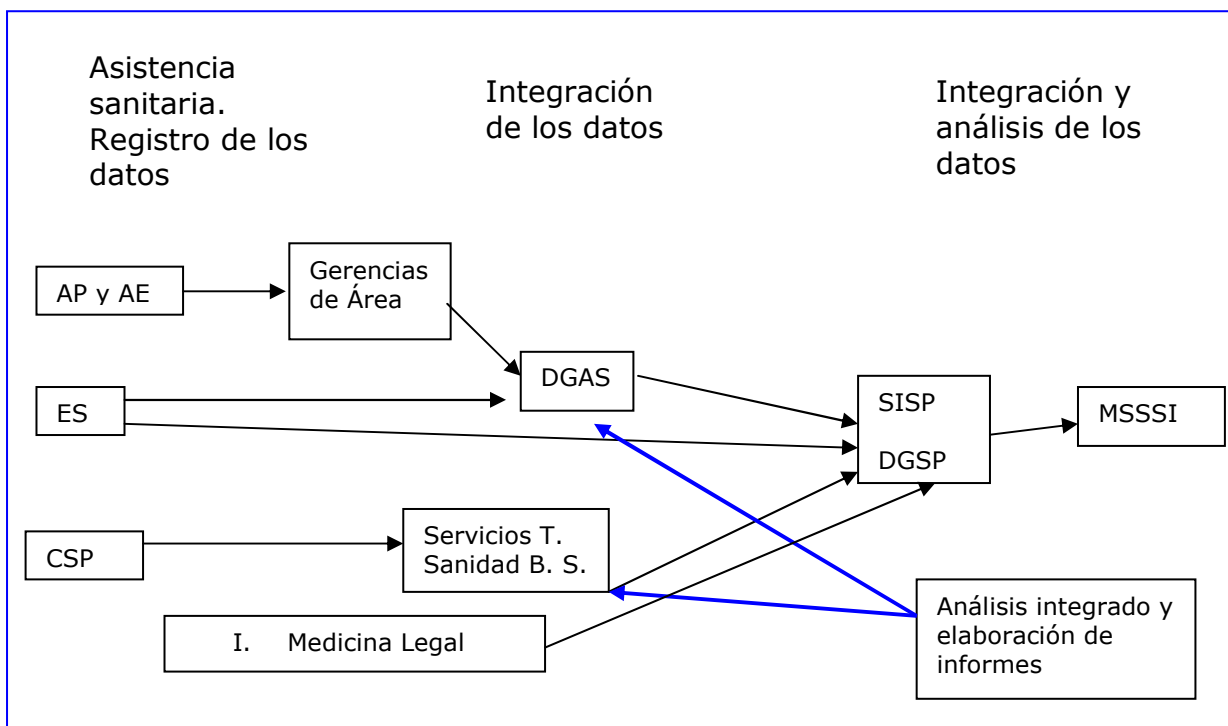 Asistencia
sanitaria.
Registro de los
datos
Integración
de los datos
Integración y
análisis de los
datos
AP y AE
Gerencias
de Área
DGAS
ES
SISP
DGSP
MSSSI
CSP
Servicios T.
Sanidad B. S.
I. Medicina Legal
Análisis integrado y
elaboración de
informes